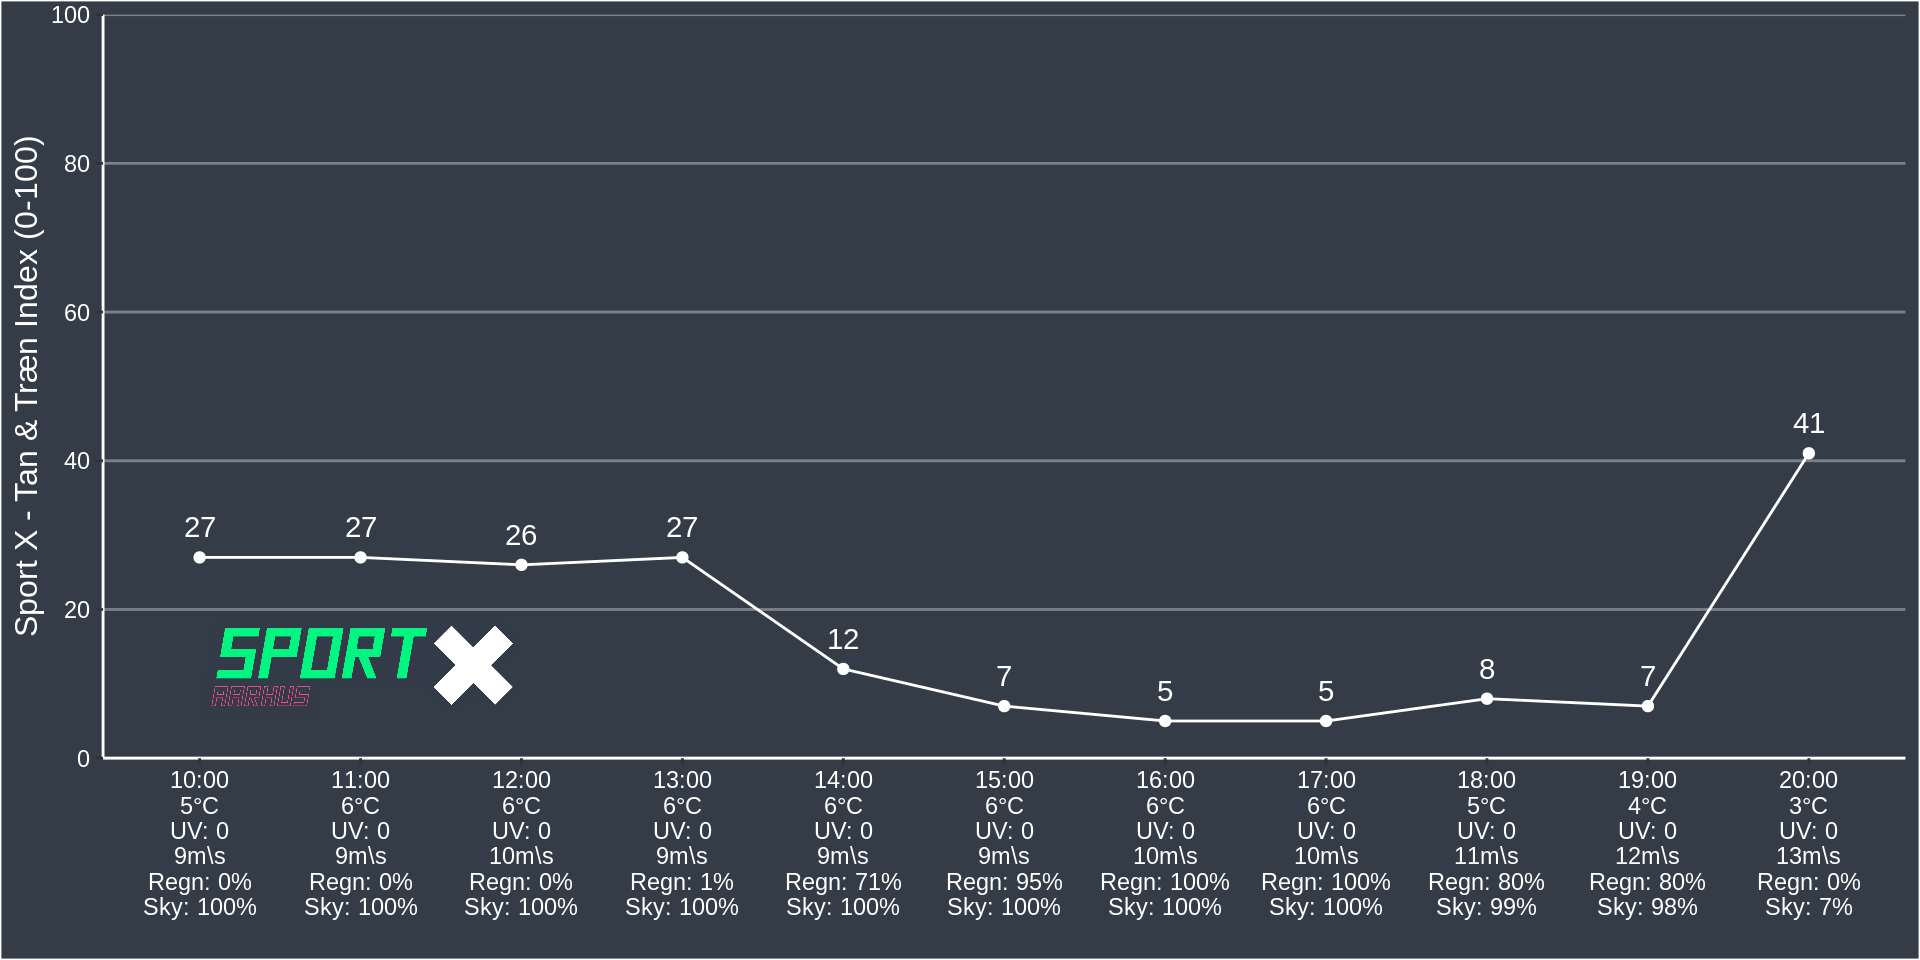 Sport X - Tan & Træn Index (0-100)
100
80
60
40
20
0
27 27 26 27 12 7 5 5 8 7 41
SPORT X
AARHUS
10:00 11:00 12:00 13:00 14:00 15:00 16:00 17:00 18:00 19:00 20:00
5°C 6°C 6°C 6°C 6°C 6°C 6°C 6°C 5°C 4°C 3°C
UV: 0 UV: 0 UV: 0 UV: 0 UV: 0 UV: 0 UV: 0 UV: 0 UV: 0 UV: 0 UV: 0
9m\s 9m\s 10m\s 9m\s 9m\s 9m\s 10m\s 10m\s 11m\s 12m\s 13m\s
Regn: 0% Regn: 0% Regn: 0% Regn: 1% Regn: 71% Regn: 95% Regn: 100% Regn: 100% Regn: 80% Regn: 80% Regn: 0%
Sky: 100% Sky: 100% Sky: 100% Sky: 100% Sky: 100% Sky: 100% Sky: 100% Sky: 100% Sky: 99% Sky: 98% Sky: 7%